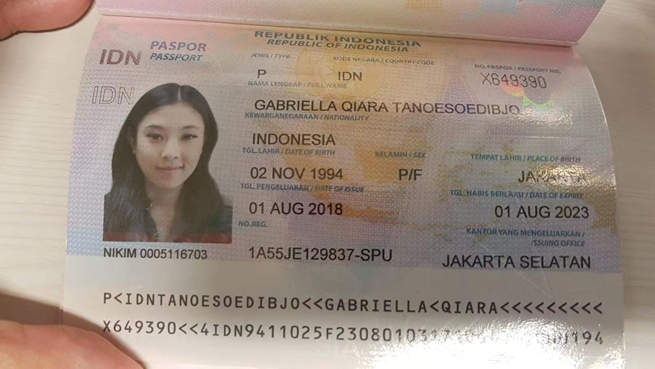 REPUBLIK INDONESIA
REPUBLIC OF INDONESIA
IDN PASPOR
PASSPORT
JENIS / TYPE KODE NEGARA / COUNTRY CODE NO. PASPOR / PASSPORT NO.
P IDN X649390
NAMA LENGKAP / FULL NAME
IDN
GABRIELLA QIARA TANOESOEDIBJO
KEWARGANEGARAAN / NATIONALITY
INDONESIA
TGL. LAHIR / DATE OF BIRTH KELAMIN / SEX TEMPAT LAHIR / PLACE OF BIRTH
02 NOV 1994 P/F JAKARTA
TGL. PENGELUARAN / DATE OF ISSUE TGL. HABIS BERLAKU / DATE OF EXPIRY
01 AUG 2018 01 AUG 2023
NO. REG. KANTOR YANG MENGELUARKAN /
ISSUING OFFICE
NIKIM 0005116703 1A55JE129837-SPU JAKARTA SELATAN
P<IDNTANOESOEDIBJO<<GABRIELLA<QIARA<<<<<<<<<
X649390<<4IDN9411025F2308010317